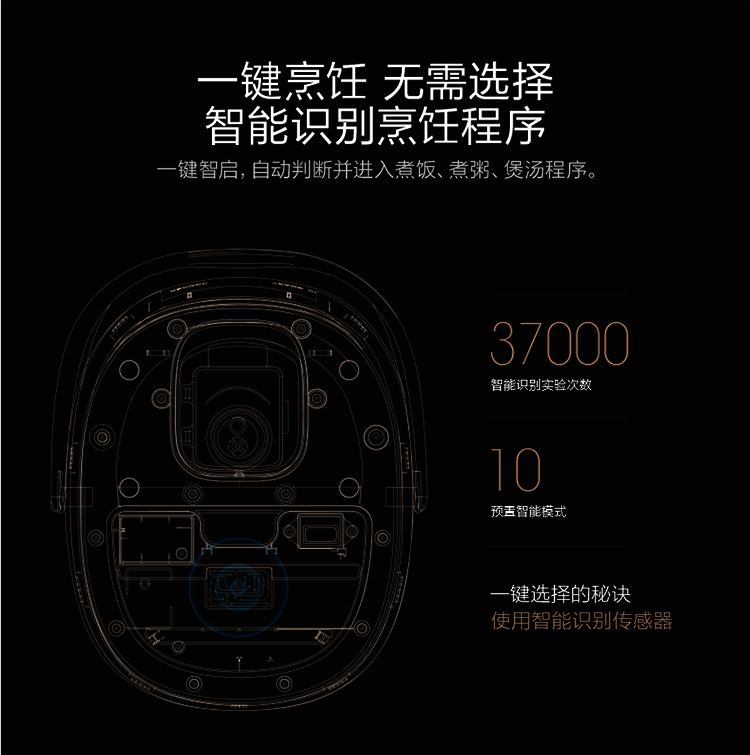 一键烹饪 无需选择
智能识别烹饪程序
一键智启，自动判断并进入煮饭、煮粥、煲汤程序。
37000
智能识别实验次数
10
预置智能模式
一键选择的秘诀
使用智能识别传感器